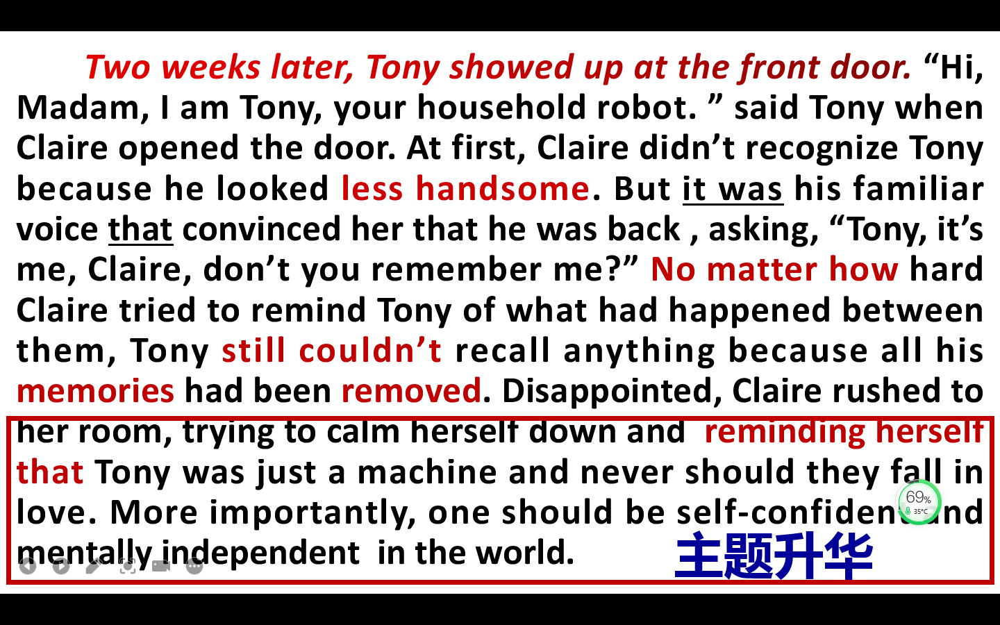 Two weeks later, Tony showed up at the front door. “Hi,
Madam, I am Tony, your household robot. ” said Tony when
Claire opened the door. At first, Claire didn’t recognize Tony
because he looked less handsome. But it was his familiar
voice that convinced her that he was back , asking, “Tony, it’s
me, Claire, don’t you remember me?” No matter how hard
Claire tried to remind Tony of what had happened between
them, Tony still couldn’t recall anything because all his
memories had been removed. Disappointed, Claire rushed to
her room, trying to calm herself down and reminding herself
that Tony was just a machine and never should they fall in
love. More importantly, one should be self-confident and
mentally independent in the world.
主题升华
69%
35°C